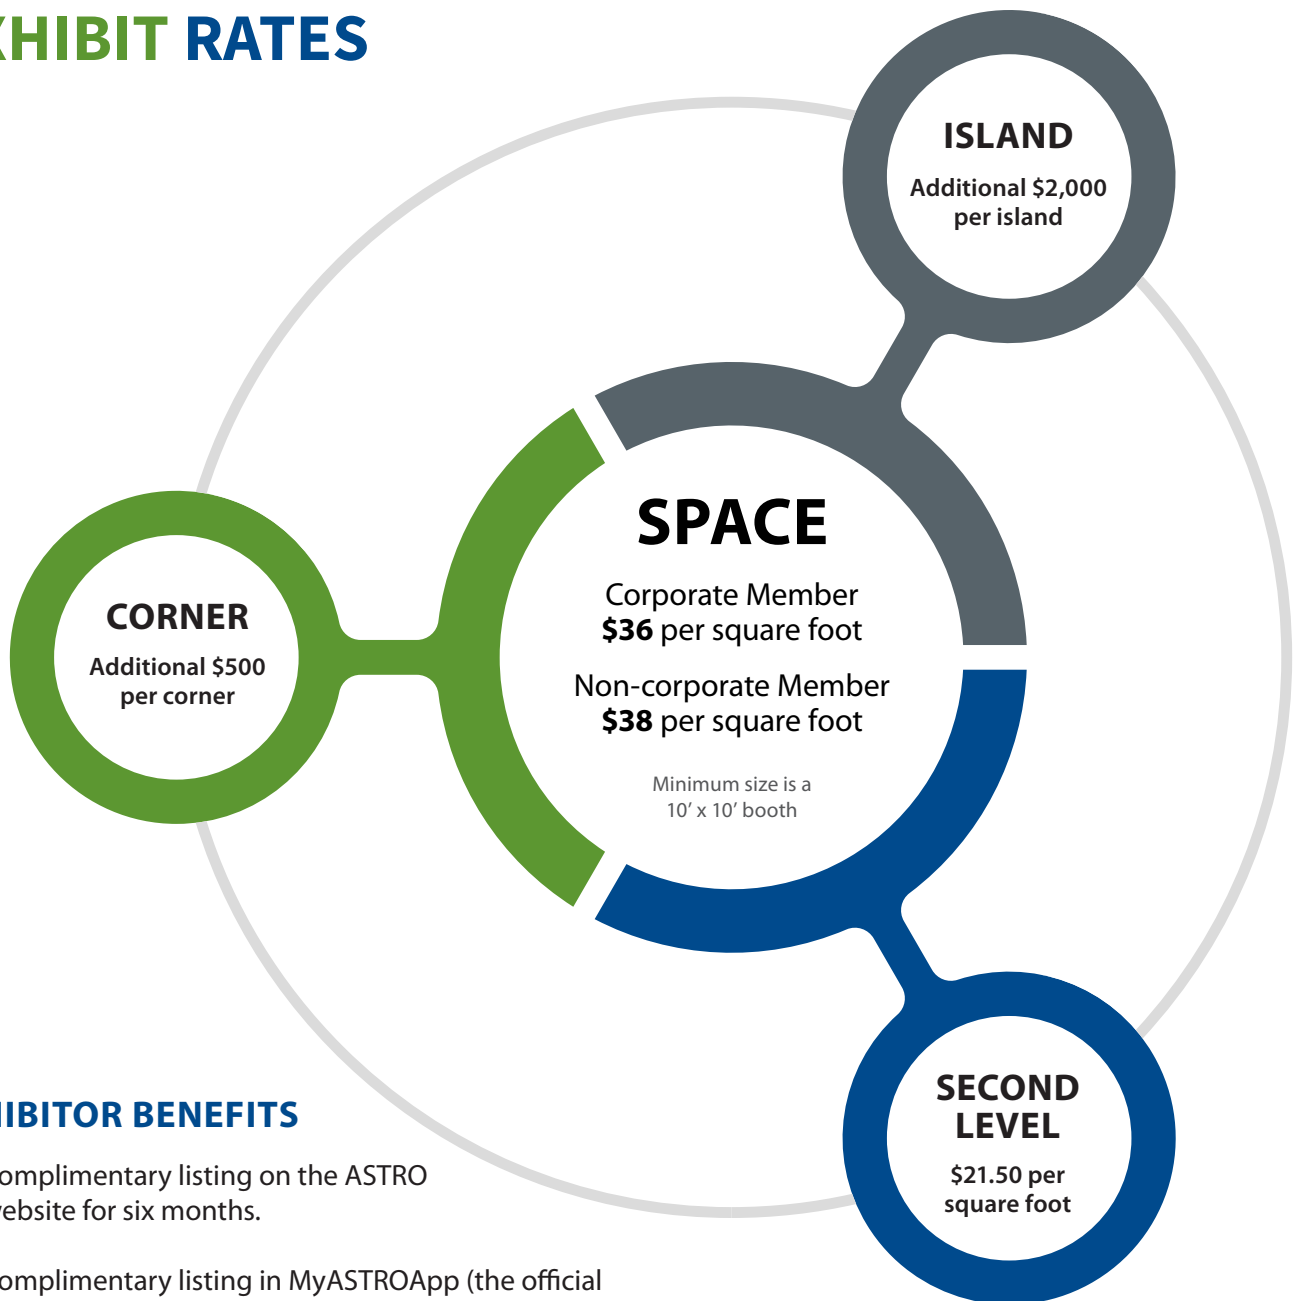 XHIBIT RATES
ISLAND
Additional $2,000
per island
SPACE
Corporate Member
$36 per square foot
Non-corporate Member
$38 per square foot
Minimum size is a
10’ x 10’ booth
CORNER
Additional $500
per corner
SECOND
LEVEL
$21.50 per
square foot
HIBITOR BENEFITS
omplimentary listing on the ASTRO
website for six months.
omplimentary listing in MyASTROApp (the official